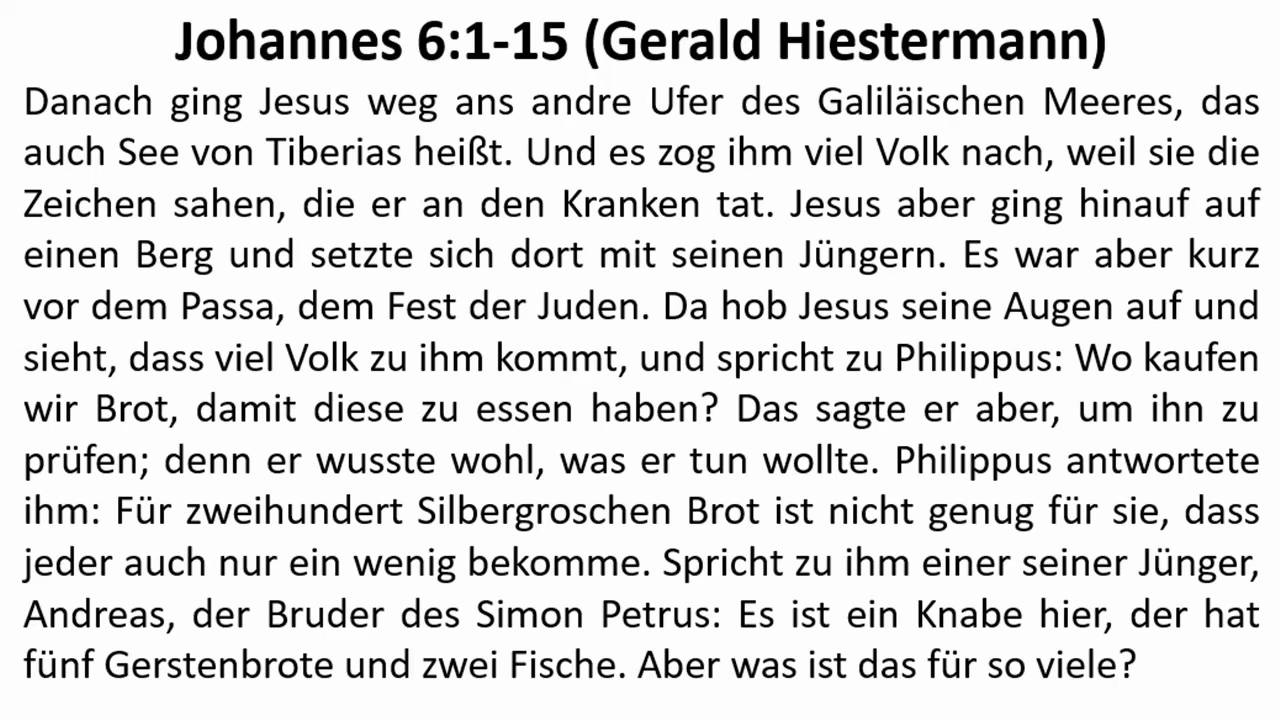 Johannes 6:1-15 (Gerald Hiestermann)
Danach ging Jesus weg ans andre Ufer des Galiläischen Meeres, das
auch See von Tiberias heißt. Und es zog ihm viel Volk nach, weil sie die
Zeichen sahen, die er an den Kranken tat. Jesus aber ging hinauf auf
einen Berg und setzte sich dort mit seinen Jüngern. Es war aber kurz
vor dem Passa, dem Fest der Juden. Da hob Jesus seine Augen auf und
sieht, dass viel Volk zu ihm kommt, und spricht zu Philippus: Wo kaufen
wir Brot, damit diese zu essen haben? Das sagte er aber, um ihn zu
prüfen; denn er wusste wohl, was er tun wollte. Philippus antwortete
ihm: Für zweihundert Silbergroschen Brot ist nicht genug für sie, dass
jeder auch nur ein wenig bekomme. Spricht zu ihm einer seiner Jünger,
Andreas, der Bruder des Simon Petrus: Es ist ein Knabe hier, der hat
fünf Gerstenbrote und zwei Fische. Aber was ist das für so viele?